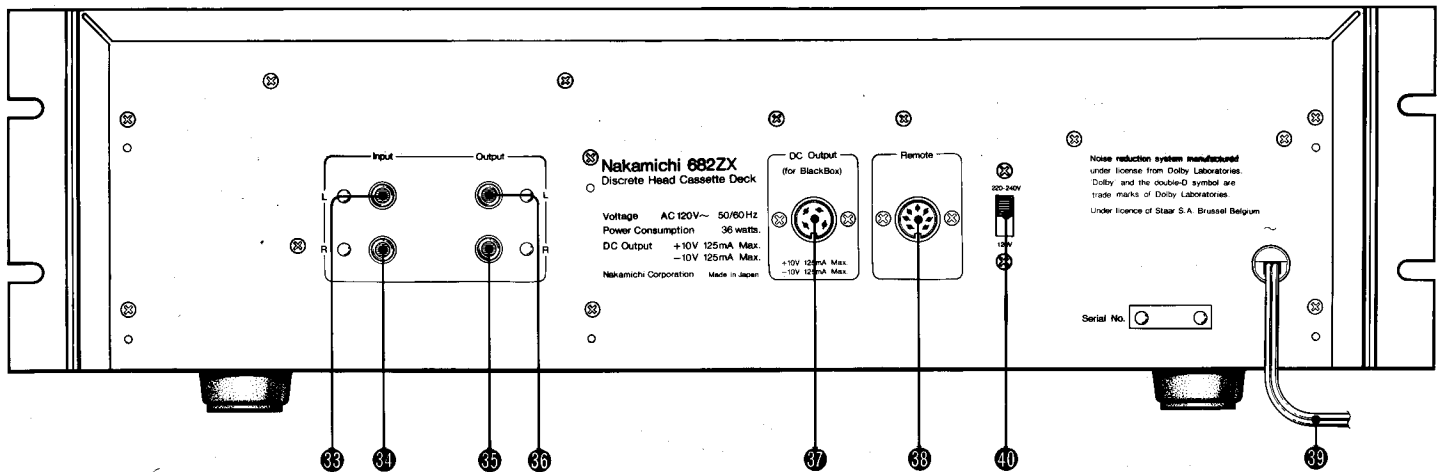 Input Output
L L
R R
Nakamichi 682ZX
Discrete Head Cassette Deck
Voltage AC 120V~ 50/60Hz
Power Consumption 36 watts.
DC Output +10V 125mA Max.
−10V 125mA Max.
Nakamichi Corporation Made in Japan
DC Output
(for BlackBox)
+10V 125mA Max.
−10V 125mA Max.
Remote
220-240V
120V
Noise reduction system manufactured
under license from Dolby Laboratories.
'Dolby' and the double-D symbol are
trade marks of Dolby Laboratories.
Under licence of Staar S.A. Brussel Belgium
~
Serial No.
33 34 35 36 37 38 40 39